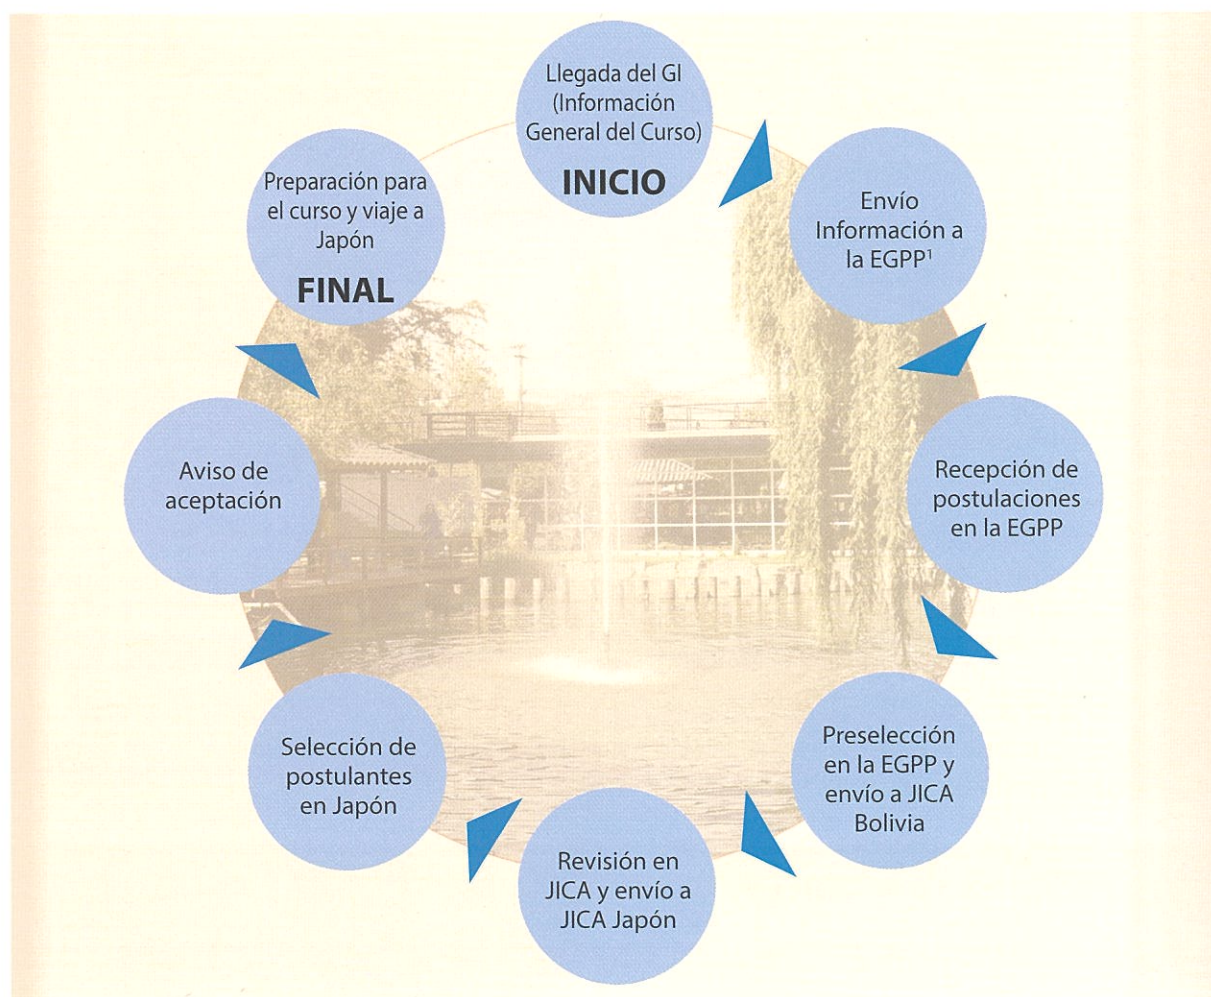 Llegada del GI
(Información
General del Curso)
INICIO
Envío
Información a
la EGPP¹
Recepción de
postulaciones
en la EGPP
Preselección
en la EGPP y
envío a JICA
Bolivia
Revisión en
JICA y envío a
JICA Japón
Selección de
postulantes
en Japón
Aviso de
aceptación
Preparación para
el curso y viaje a
Japón
FINAL